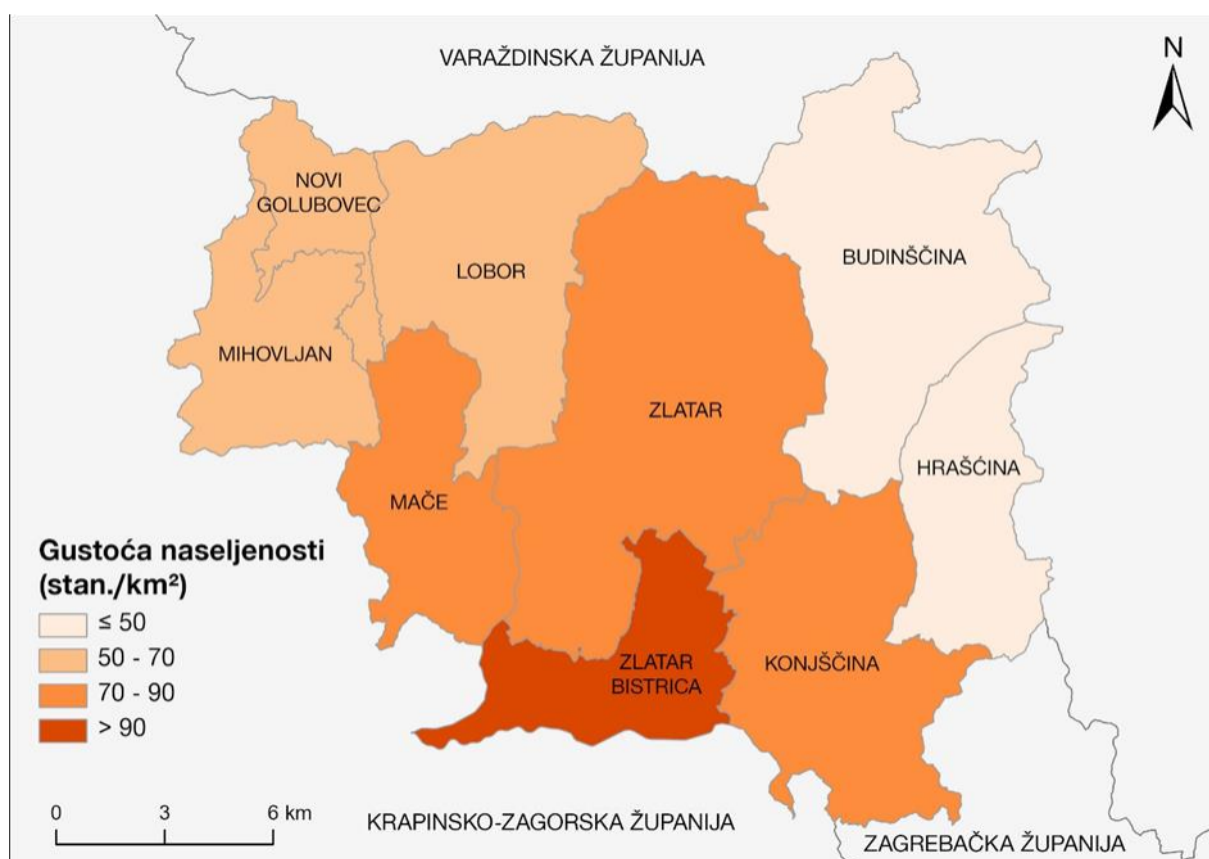 VARAŽDINSKA ŽUPANIJA
N
NOVI
GOLUBOVEC
LOBOR
BUDINŠČINA
MIHOVLJAN
ZLATAR
HRAŠĆINA
MAČE
ZLATAR
BISTRICA
KONJŠČINA
Gustoća naseljenosti
(stan./km²)
≤ 50
50 - 70
70 - 90
> 90
0 3 6 km
KRAPINSKO-ZAGORSKA ŽUPANIJA
ZAGREBAČKA ŽUPANIJA